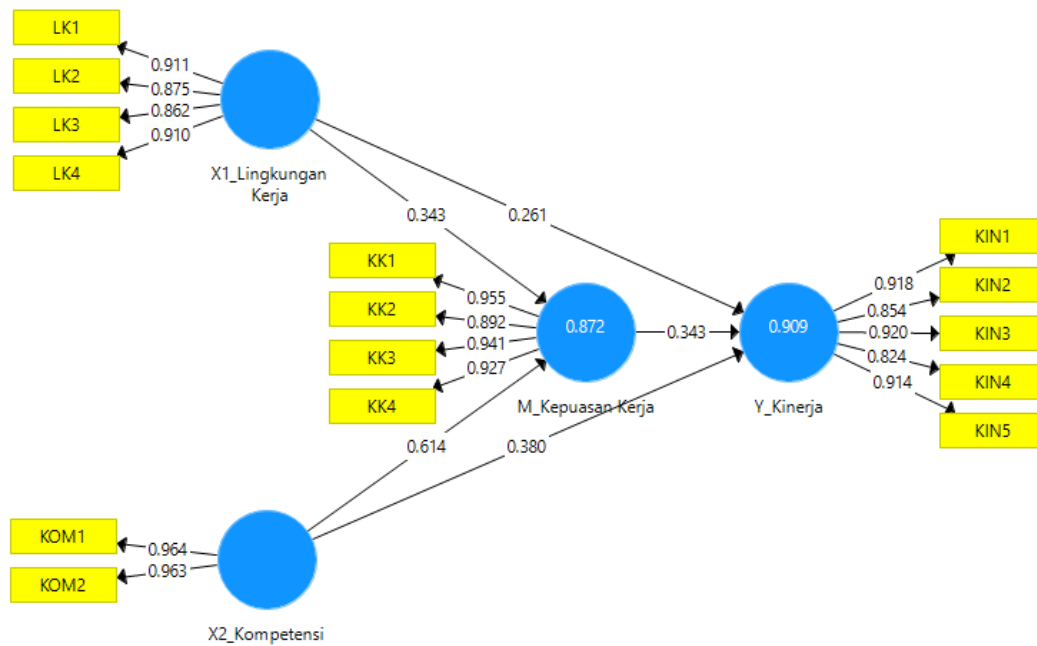 LK1
LK2
LK3
LK4
0.911
0.875
0.862
0.910
X1_Lingkungan
Kerja
0.343
0.261
KK1
KK2
KK3
KK4
0.955
0.892
0.941
0.927
0.872
M_Kepuasan Kerja
0.343
0.909
Y_Kinerja
0.918
0.854
0.920
0.824
0.914
KIN1
KIN2
KIN3
KIN4
KIN5
0.614
0.380
KOM1
KOM2
0.964
0.963
X2_Kompetensi